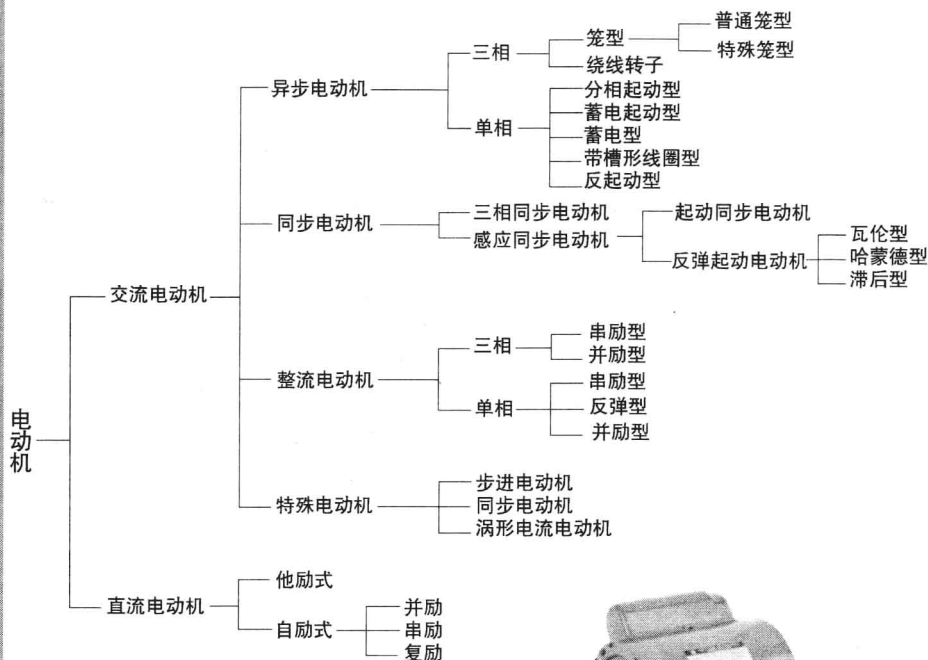 普通笼型
笼型
三相
特殊笼型
绕线转子
异步电动机
分相起动型
蓄电起动型
单相
蓄电型
带槽形线圈型
反起动型
三相同步电动机
起动同步电动机
同步电动机
感应同步电动机
瓦伦型
反弹起动电动机
哈蒙德型
滞后型
交流电动机
串励型
三相
并励型
整流电动机
串励型
单相
反弹型
并励型
电动机
步进电动机
特殊电动机
同步电动机
涡形电流电动机
他励式
直流电动机
并励
自励式
串励
复励